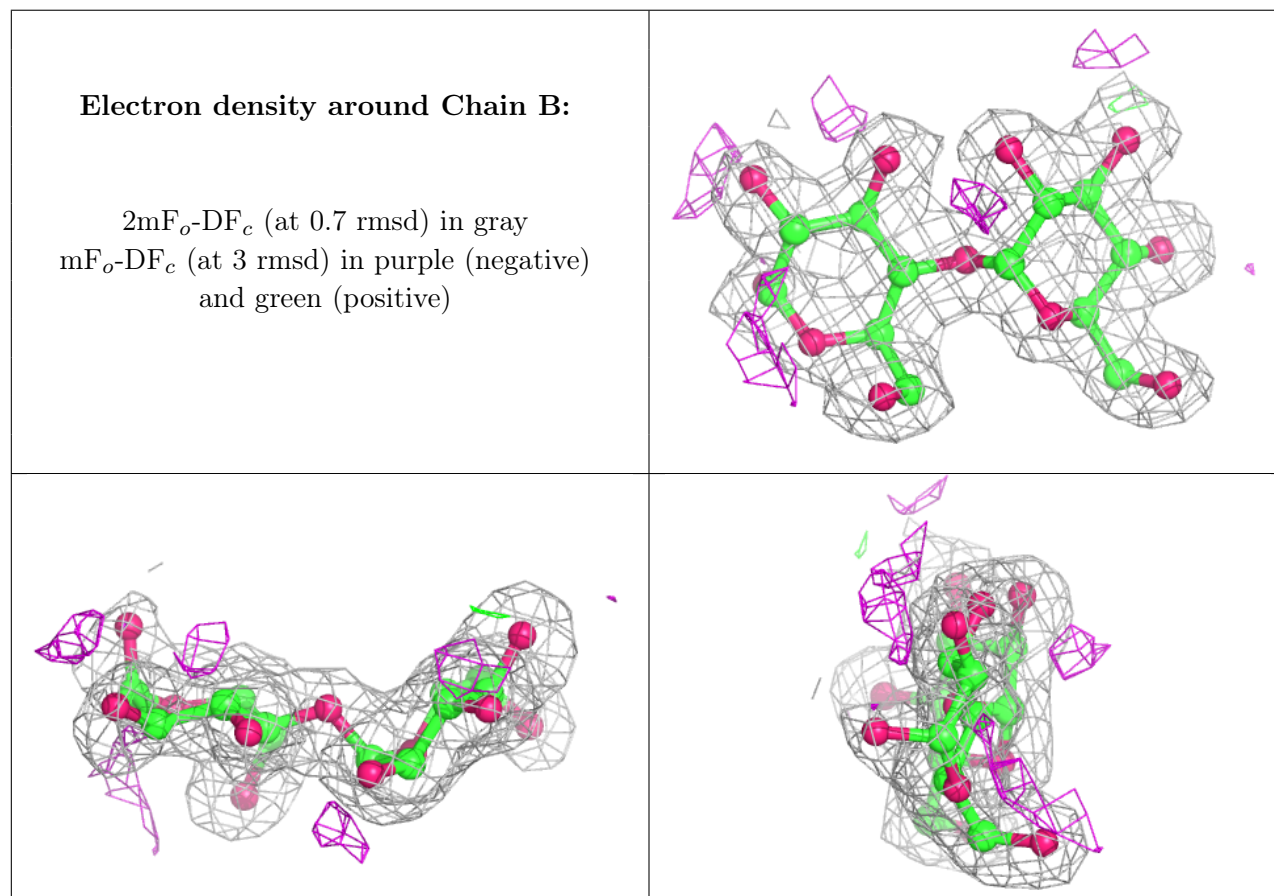 Electron density around Chain B:
2mFo-DFc (at 0.7 rmsd) in gray
mFo-DFc (at 3 rmsd) in purple (negative)
and green (positive)